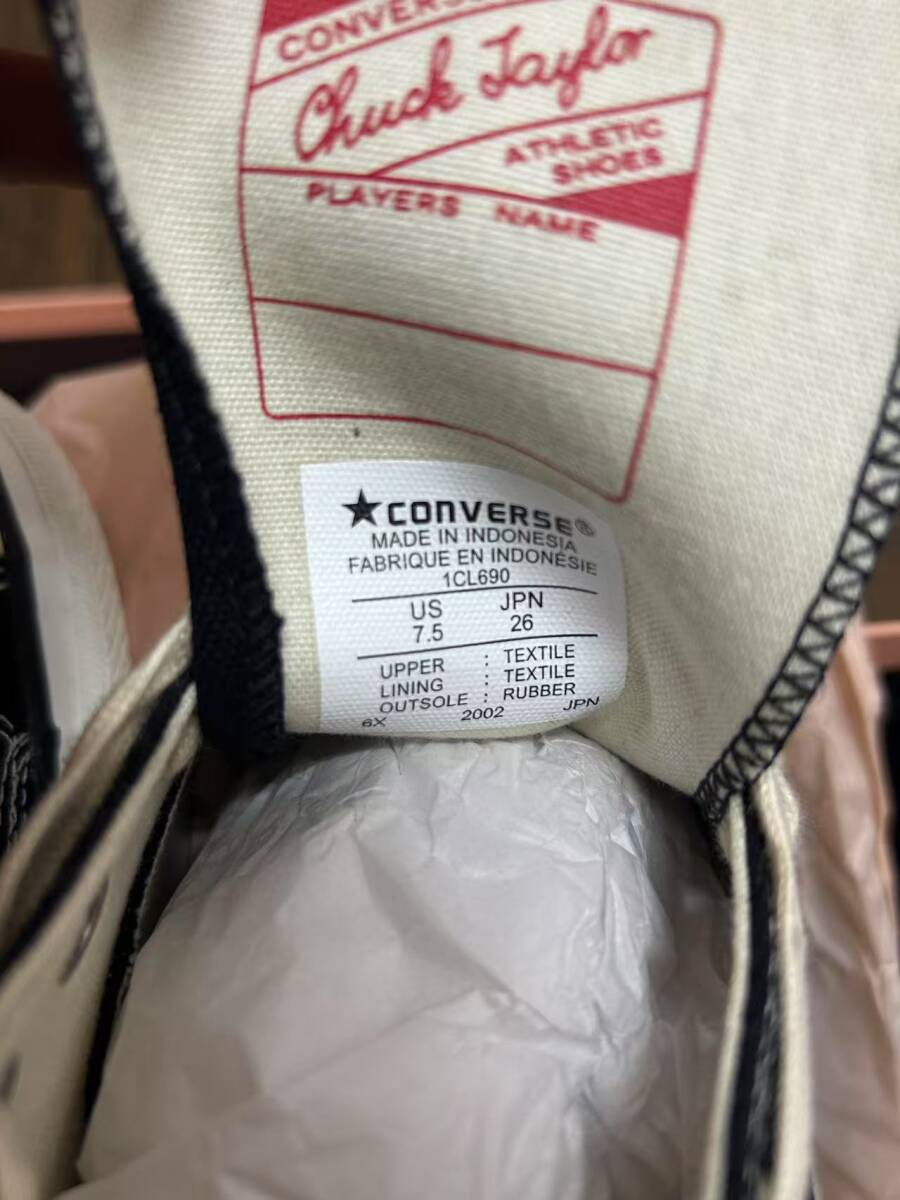 CONVERSE
Chuck Taylor
ATHLETIC
SHOES
PLAYERS NAME
★CONVERSE®
MADE IN INDONESIA
FABRIQUE EN INDONÉSIE
1CL690
US JPN
7.5 26
UPPER : TEXTILE
LINING : TEXTILE
OUTSOLE : RUBBER
6X 2002 JPN